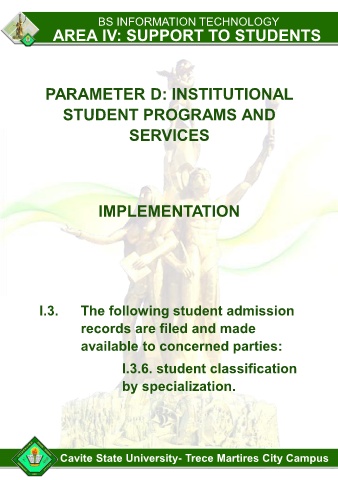 BS INFORMATION TECHNOLOGY
AREA IV: SUPPORT TO STUDENTS
PARAMETER D: INSTITUTIONAL
STUDENT PROGRAMS AND
SERVICES
IMPLEMENTATION
I.3. The following student admission
records are filed and made
available to concerned parties:
I.3.6. student classification
by specialization.
Cavite State University- Trece Martires City Campus